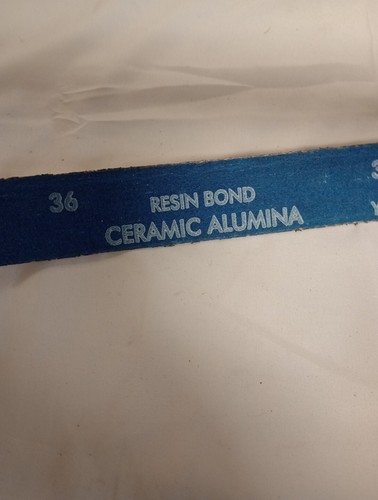 36
RESIN BOND
CERAMIC ALUMINA